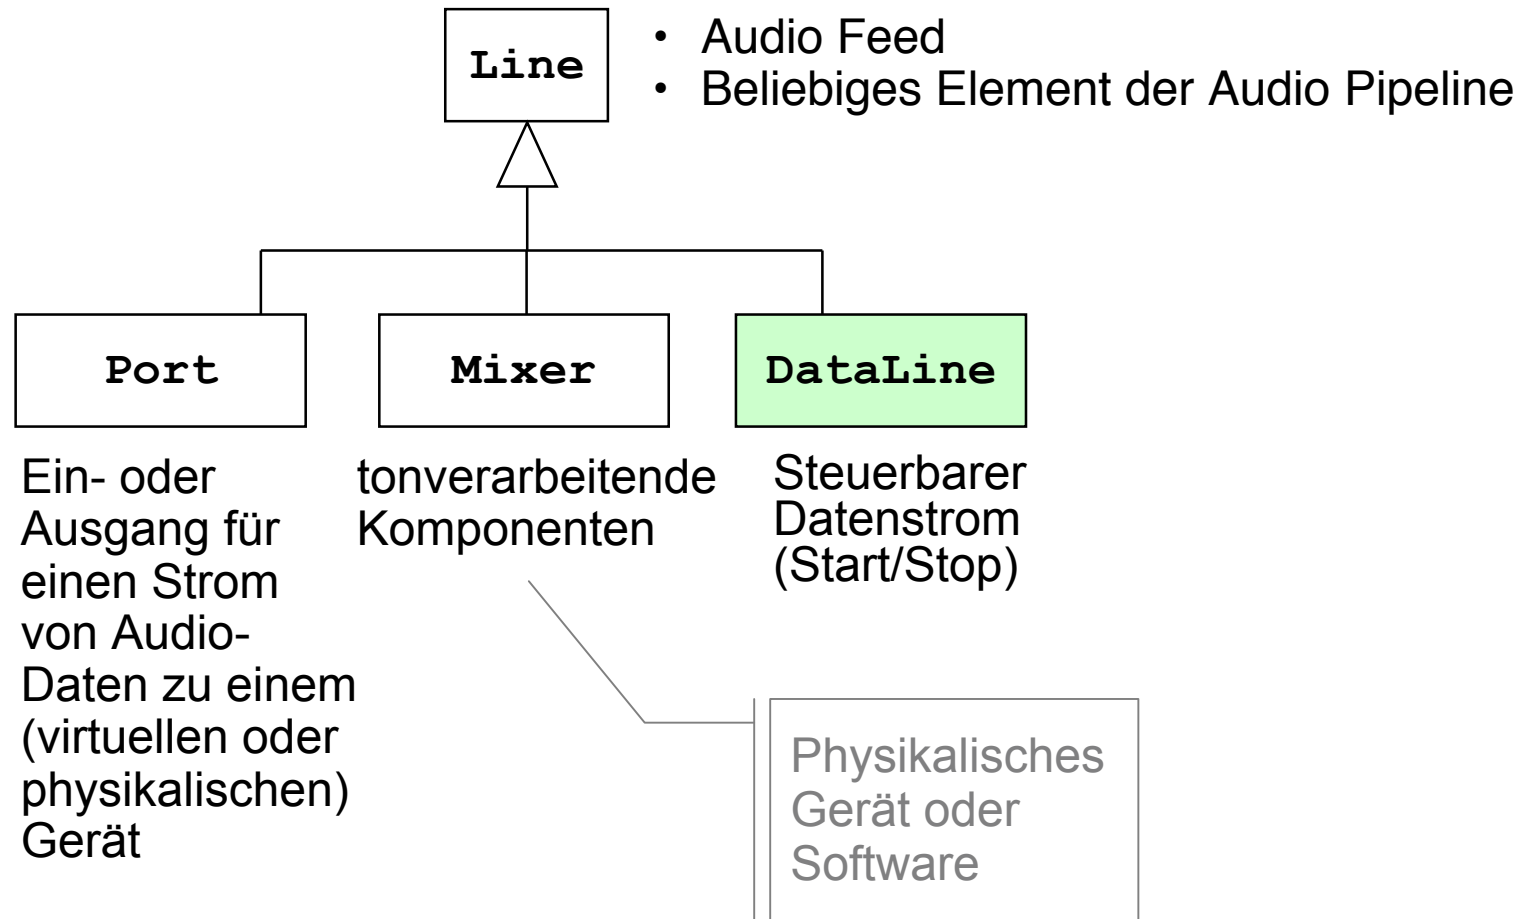 Line
• Audio Feed
• Beliebiges Element der Audio Pipeline
Port
Mixer
DataLine
Ein- oder
Ausgang für
einen Strom
von Audio-
Daten zu einem
(virtuellen oder
physikalischen)
Gerät
tonverarbeitende
Komponenten
Steuerbarer
Datenstrom
(Start/Stop)
Physikalisches
Gerät oder
Software